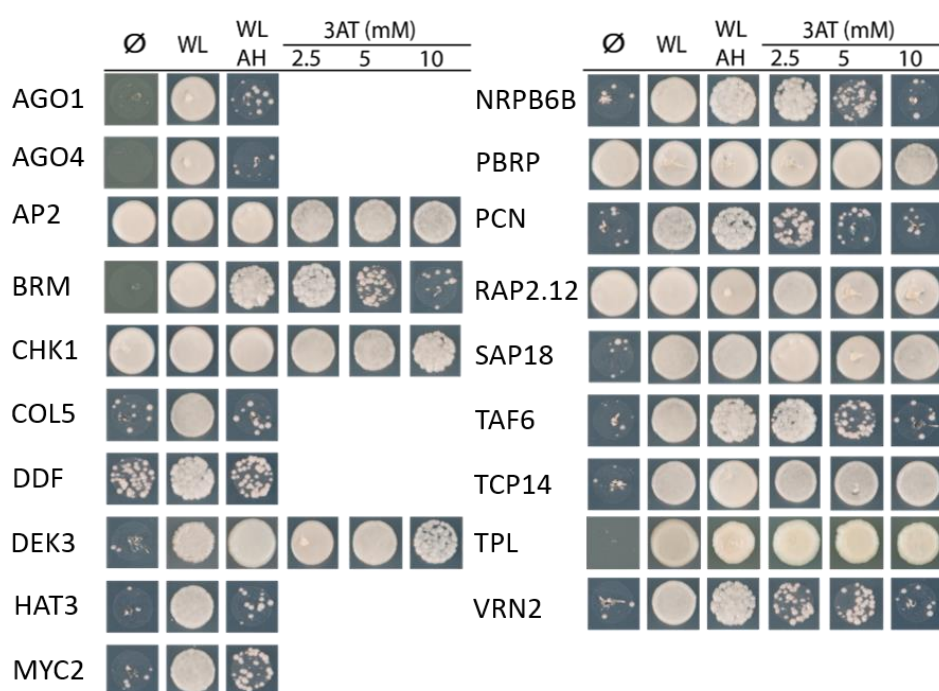 Ø WL WL AH 3AT (mM) 2.5 5 10
AGO1
AGO4
AP2
BRM
CHK1
COL5
DDF
DEK3
HAT3
MYC2
Ø WL WL AH 3AT (mM) 2.5 5 10
NRPB6B
PBRP
PCN
RAP2.12
SAP18
TAF6
TCP14
TPL
VRN2